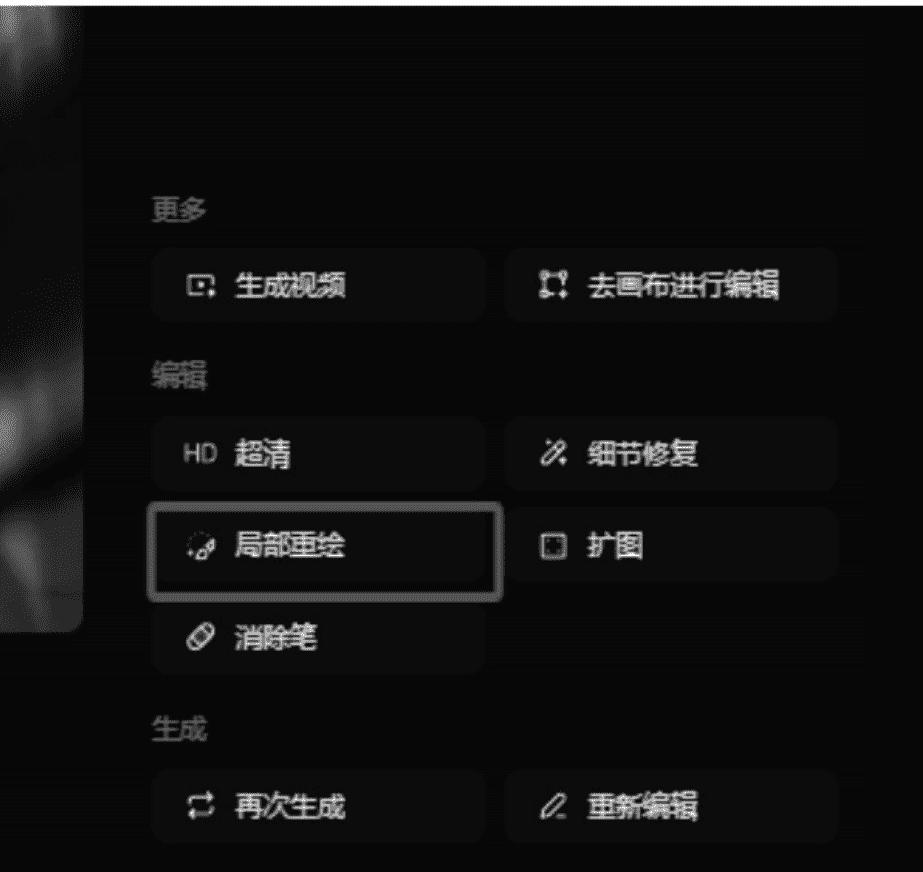 更多
生成视频 去画布进行编辑
编辑
HD 超清 细节修复
局部重绘 扩图
消除笔
生成
再次生成 重新编辑